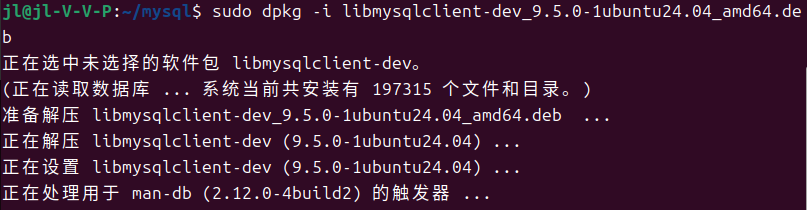 jl@jl-V-V-P:~/mysql$ sudo dpkg -i libmysqlclient-dev_9.5.0-1ubuntu24.04_amd64.de
b
正在选中未选择的软件包 libmysqlclient-dev。
(正在读取数据库 ... 系统当前共安装有 197315 个文件和目录。)
准备解压 libmysqlclient-dev_9.5.0-1ubuntu24.04_amd64.deb  ...
正在解压 libmysqlclient-dev (9.5.0-1ubuntu24.04) ...
正在设置 libmysqlclient-dev (9.5.0-1ubuntu24.04) ...
正在处理用于 man-db (2.12.0-4build2) 的触发器 ...